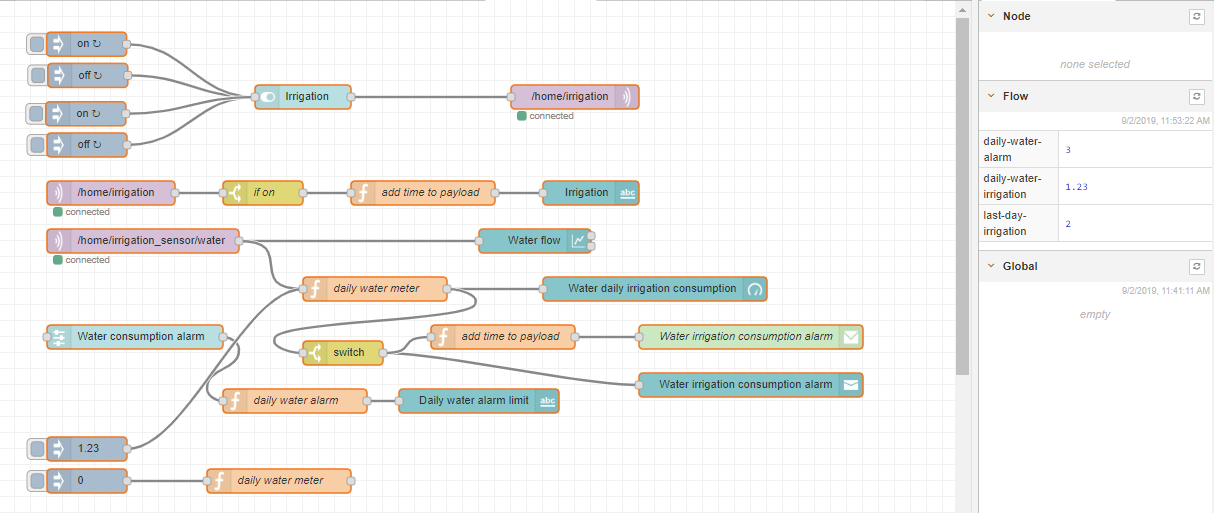 on ↻
off ↻
on ↻
off ↻
Irrigation
/home/irrigation
connected
/home/irrigation
connected
if on
add time to payload
Irrigation
abc
/home/irrigation_sensor/water
connected
Water flow
daily water meter
Water daily irrigation consumption
Water consumption alarm
switch
add time to payload
Water irrigation consumption alarm
Water irrigation consumption alarm
daily water alarm
Daily water alarm limit
abc
1.23
0
daily water meter
Node
none selected
Flow
9/2/2019, 11:53:22 AM
daily-water-
alarm
3
daily-water-
irrigation
1.23
last-day-
irrigation
2
Global
9/2/2019, 11:41:11 AM
empty